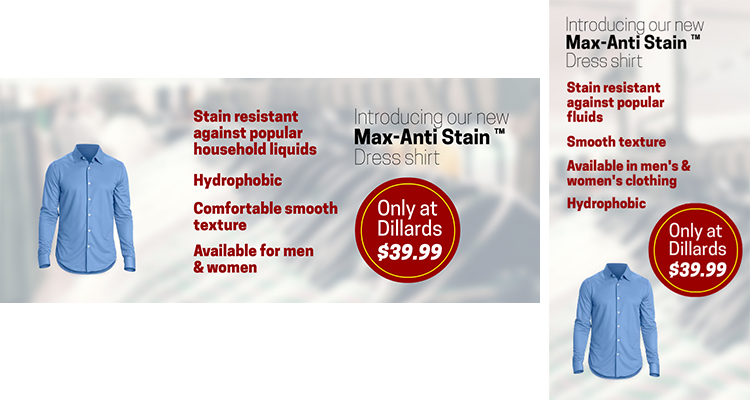 Stain resistant
against popular
household liquids
Hydrophobic
Comfortable smooth
texture
Available for men
& women
Introducing our new
Max-Anti Stain ™
Dress shirt
Only at
Dillards
$39.99
Introducing our new
Max-Anti Stain ™
Dress shirt
Stain resistant
against popular
fluids
Smooth texture
Available in men's &
women's clothing
Hydrophobic
Only at
Dillards
$39.99